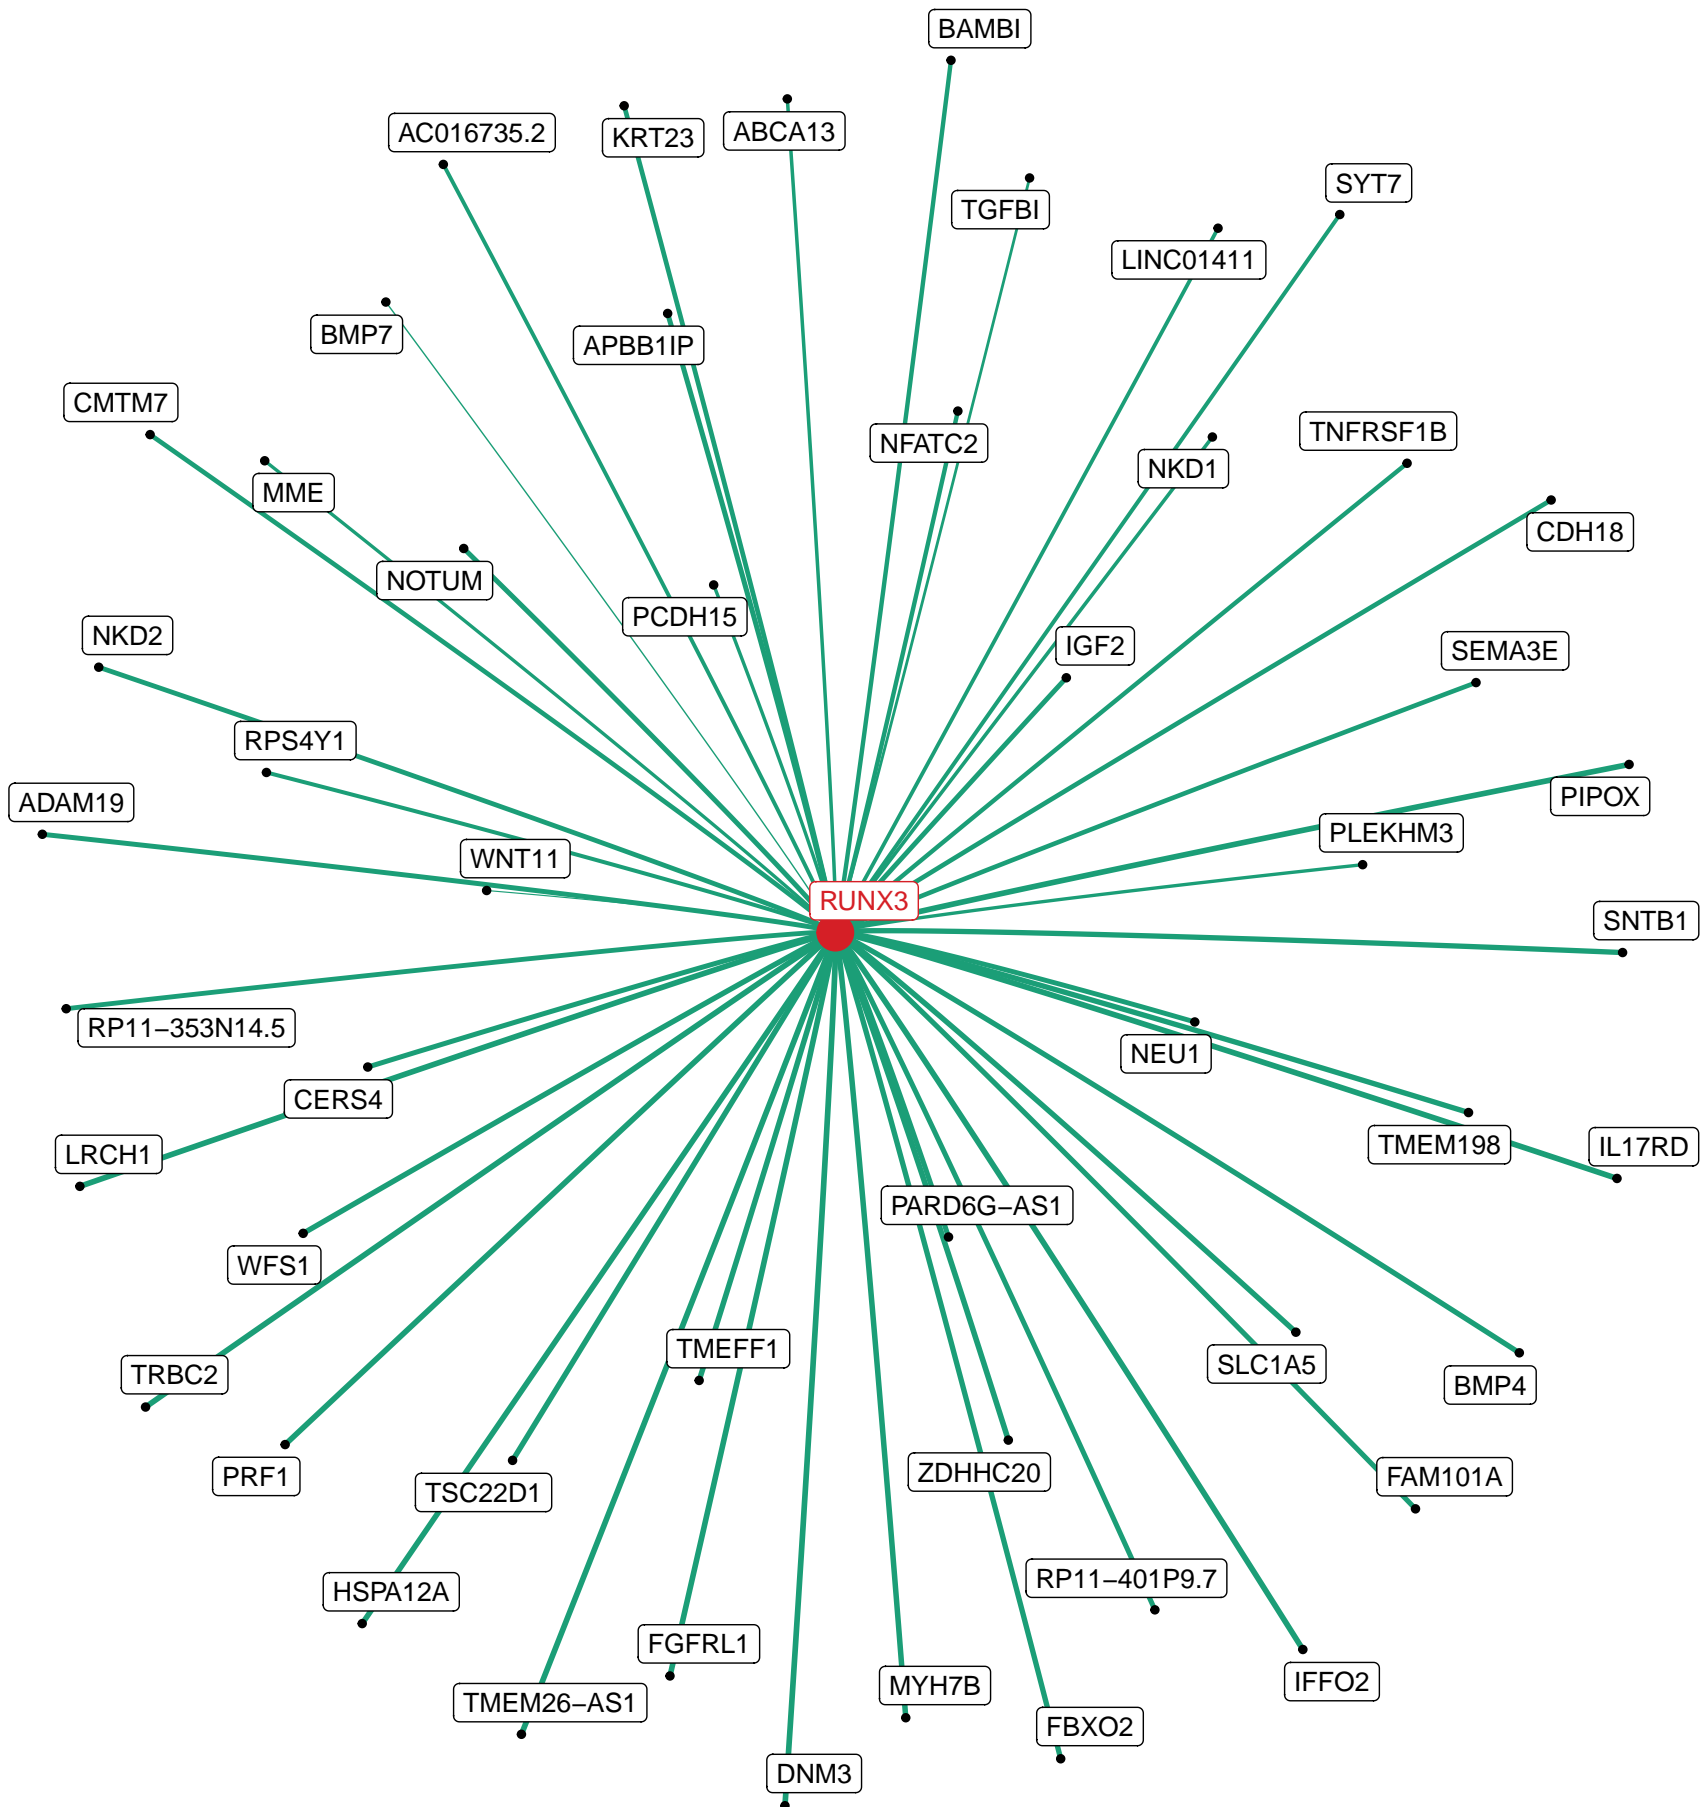 BAMBI
AC016735.2
KRT23
ABCA13
SYT7
TGFBI
LINC01411
BMP7
APBB1IP
CMTM7
NFATC2
TNFRSF1B
NKD1
MME
CDH18
NOTUM
PCDH15
NKD2
IGF2
SEMA3E
RPS4Y1
PIPOX
ADAM19
PLEKHM3
WNT11
RUNX3
SNTB1
RP11−353N14.5
NEU1
CERS4
TMEM198
IL17RD
LRCH1
PARD6G−AS1
WFS1
TMEFF1
SLC1A5
TRBC2
BMP4
PRF1
ZDHHC20
FAM101A
TSC22D1
RP11−401P9.7
HSPA12A
FGFRL1
IFFO2
MYH7B
TMEM26−AS1
FBXO2
DNM3